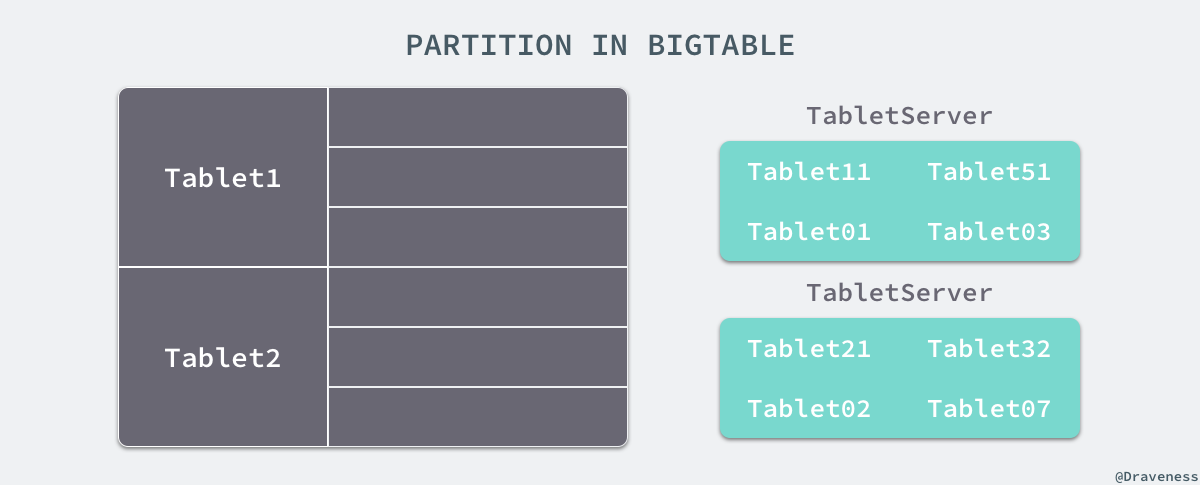 PARTITION IN BIGTABLE
Tablet1
Tablet2
TabletServer
Tablet11 Tablet51
Tablet01 Tablet03
TabletServer
Tablet21 Tablet32
Tablet02 Tablet07
@Draveness